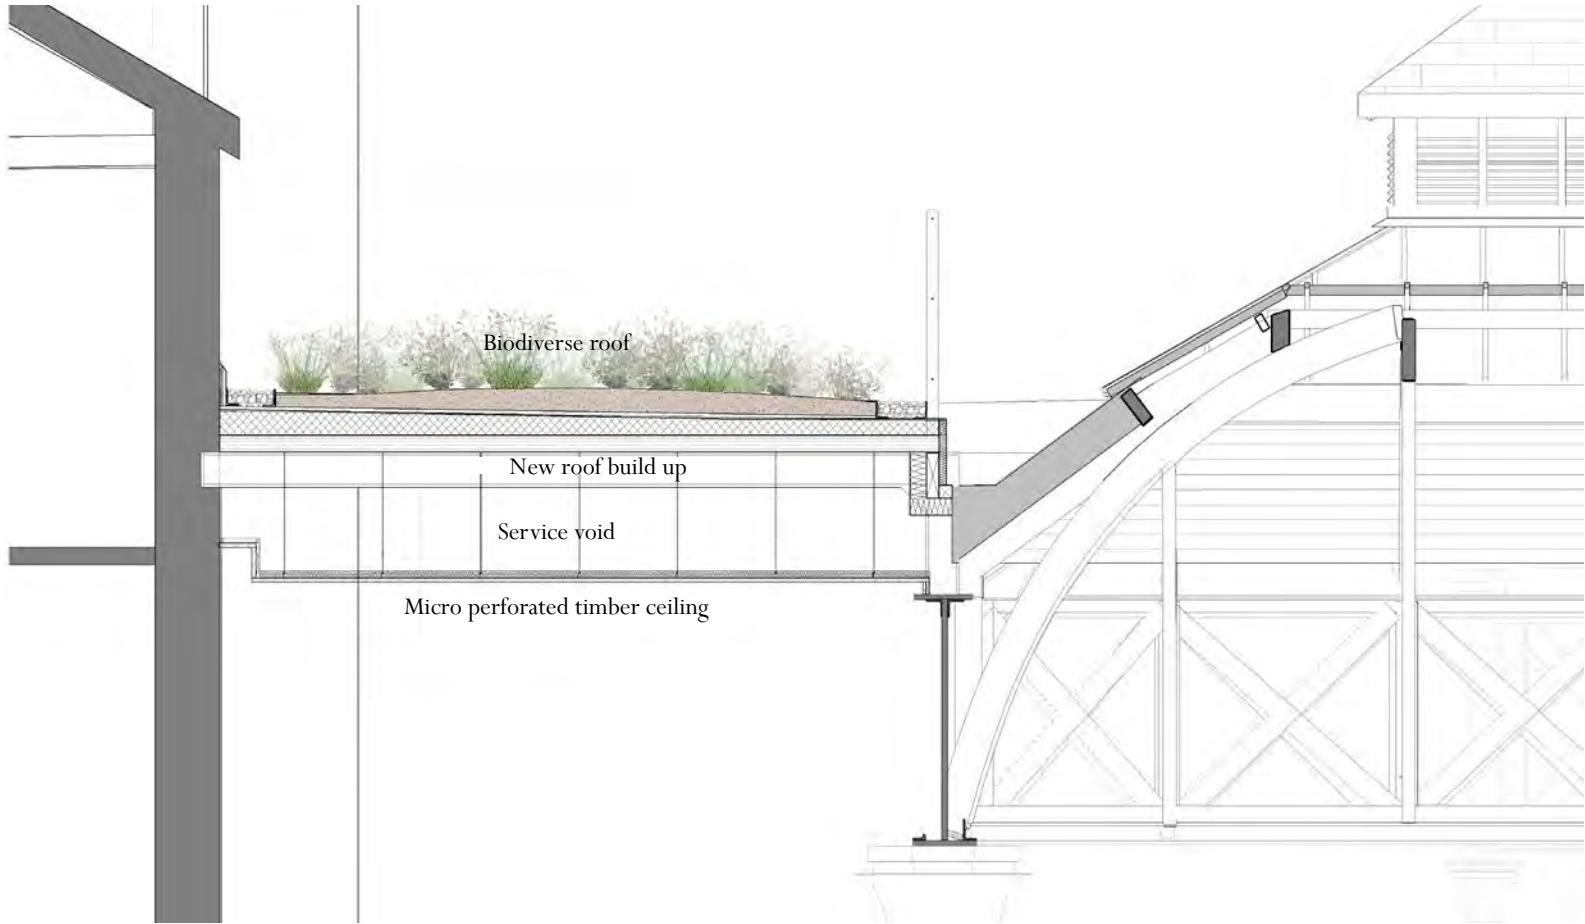 Biodiverse roof
New roof build up
Service void
Micro perforated timber ceiling